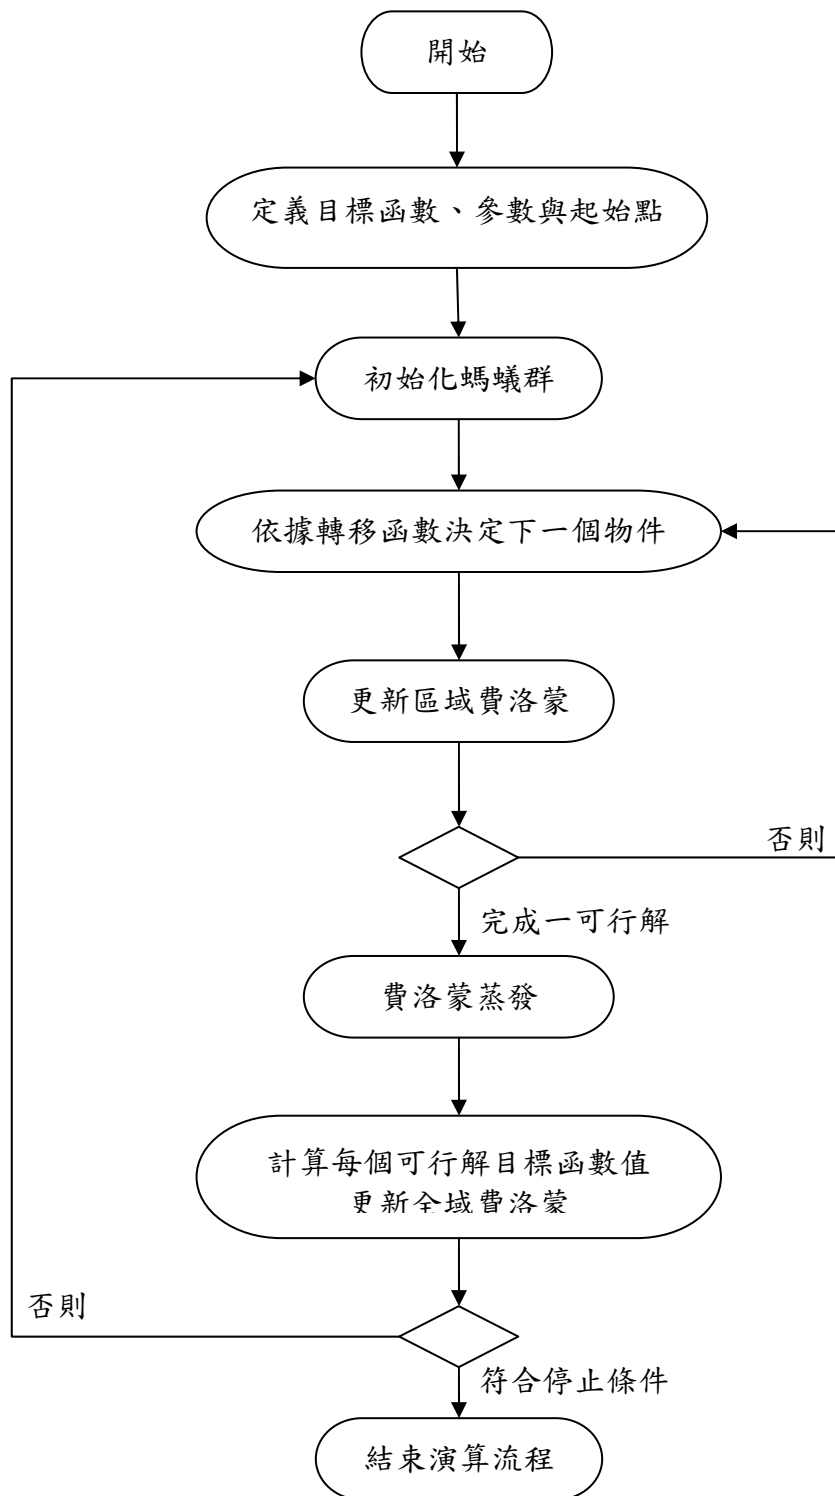 開始
定義目標函數、參數與起始點
初始化螞蟻群
依據轉移函數決定下一個物件
更新區域費洛蒙
否則
完成一可行解
費洛蒙蒸發
計算每個可行解目標函數值
更新全域費洛蒙
否則
符合停止條件
結束演算流程